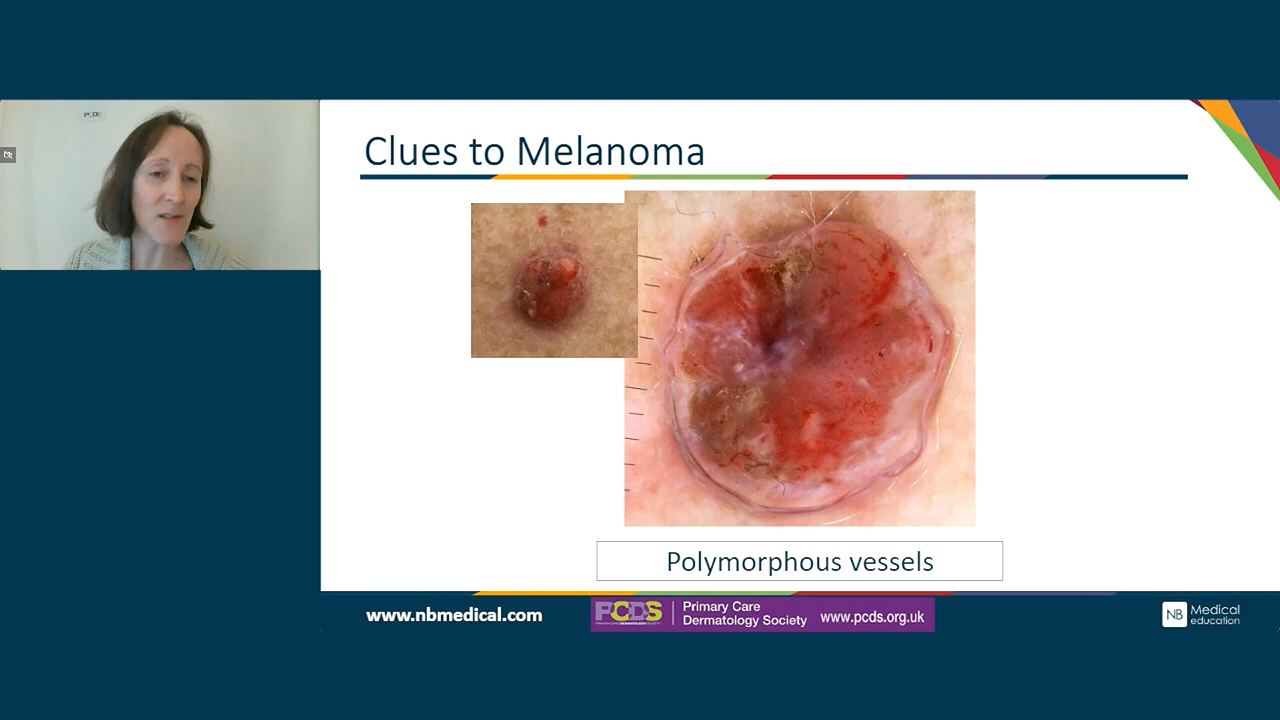 Clues to Melanoma
Polymorphous vessels
www.nbmedical.com
PCDS
Primary Care
Dermatology Society
www.pcds.org.uk
NB
Medical
education